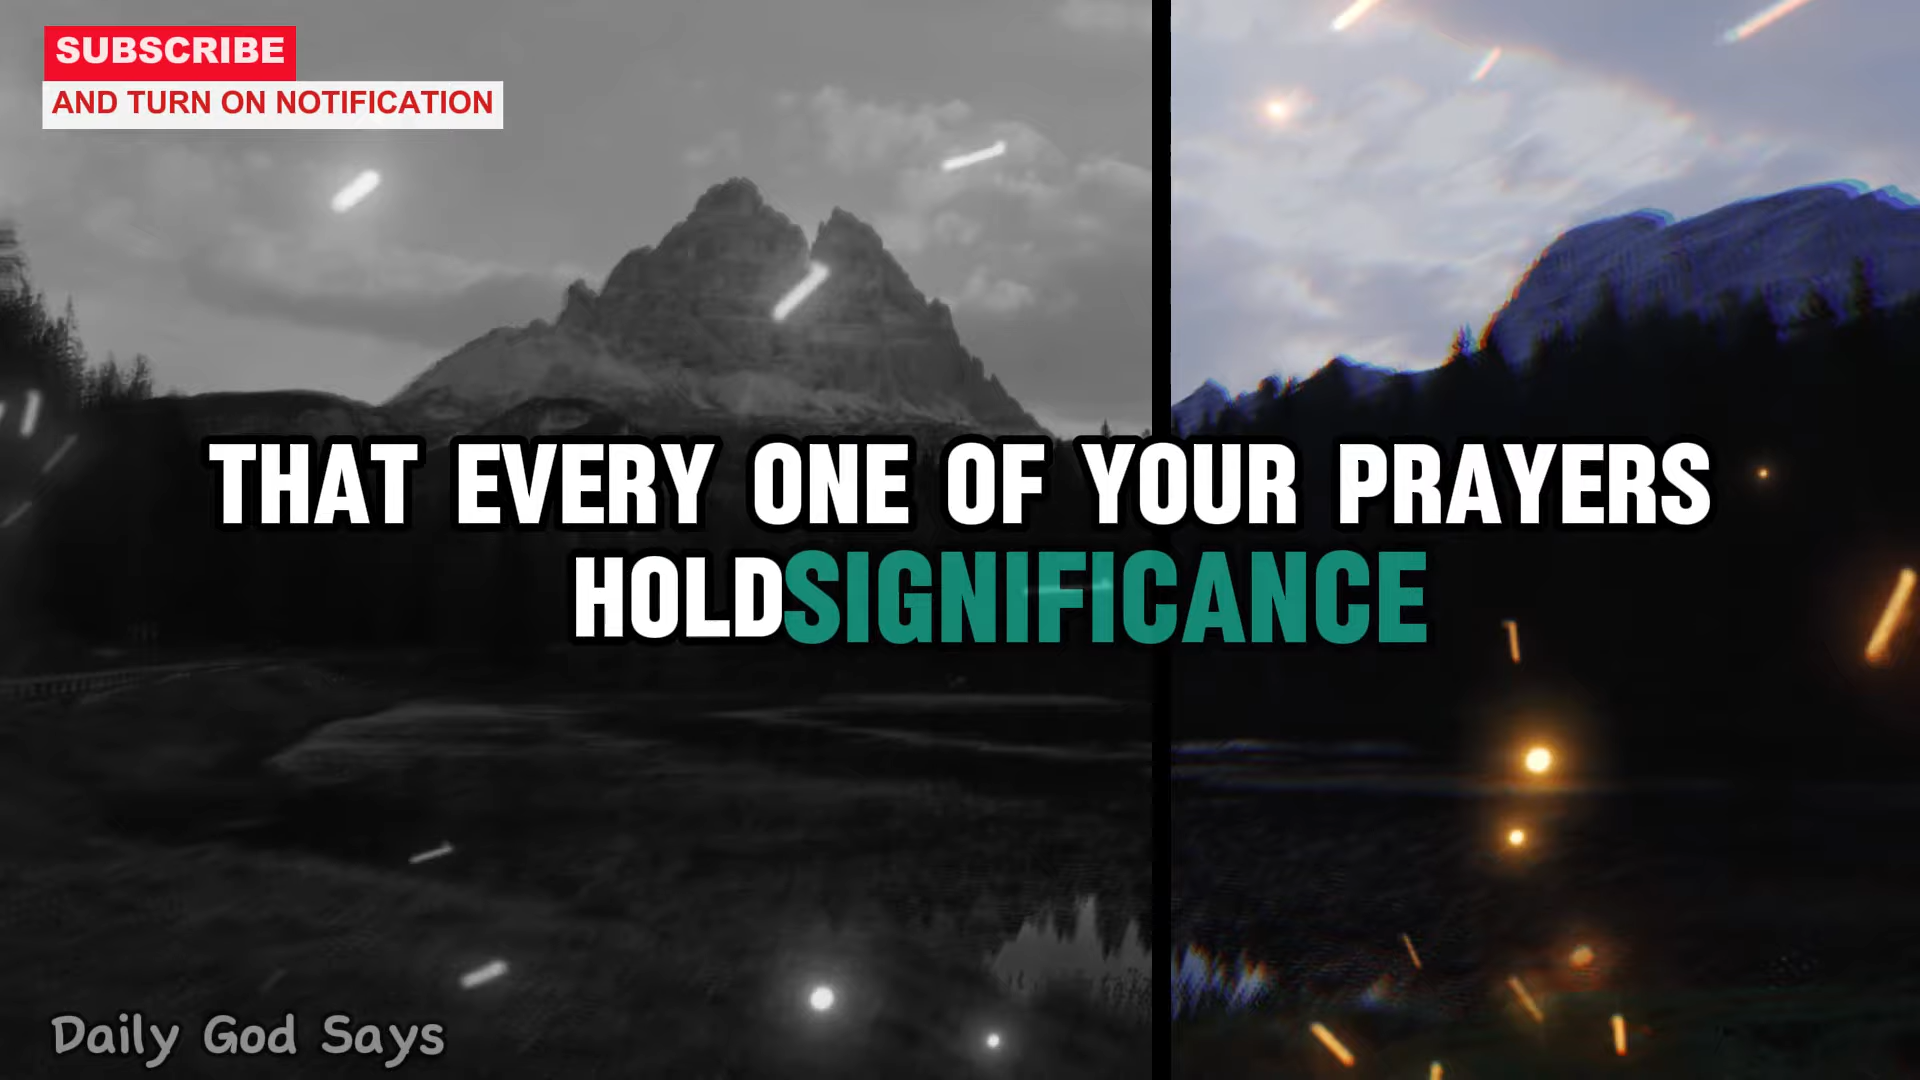 SUBSCRIBE
AND TURN ON NOTIFICATION
THAT EVERY ONE OF YOUR PRAYERS
HOLDSIGNIFICANCE
Daily God Says